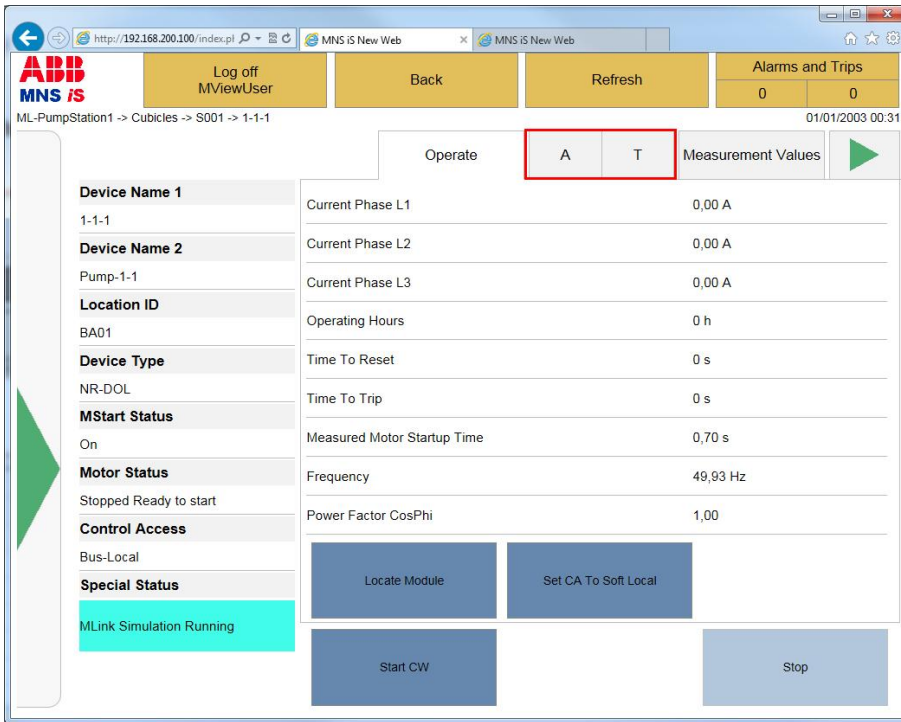 http://192.168.200.100/index.pl
MNS iS New Web
MNS iS New Web
ABB
MNS iS
Log off
MViewUser
Back
Refresh
Alarms and Trips
0
0
ML-PumpStation1 -> Cubicles -> S001 -> 1-1-1
01/01/2003 00:31
Operate
A
T
Measurement Values
Device Name 1
1-1-1
Device Name 2
Pump-1-1
Location ID
BA01
Device Type
NR-DOL
MStart Status
On
Motor Status
Stopped Ready to start
Control Access
Bus-Local
Special Status
MLink Simulation Running
Current Phase L1 0,00 A
Current Phase L2 0,00 A
Current Phase L3 0,00 A
Operating Hours 0 h
Time To Reset 0 s
Time To Trip 0 s
Measured Motor Startup Time 0,70 s
Frequency 49,93 Hz
Power Factor CosPhi 1,00
Locate Module
Set CA To Soft Local
Start CW
Stop